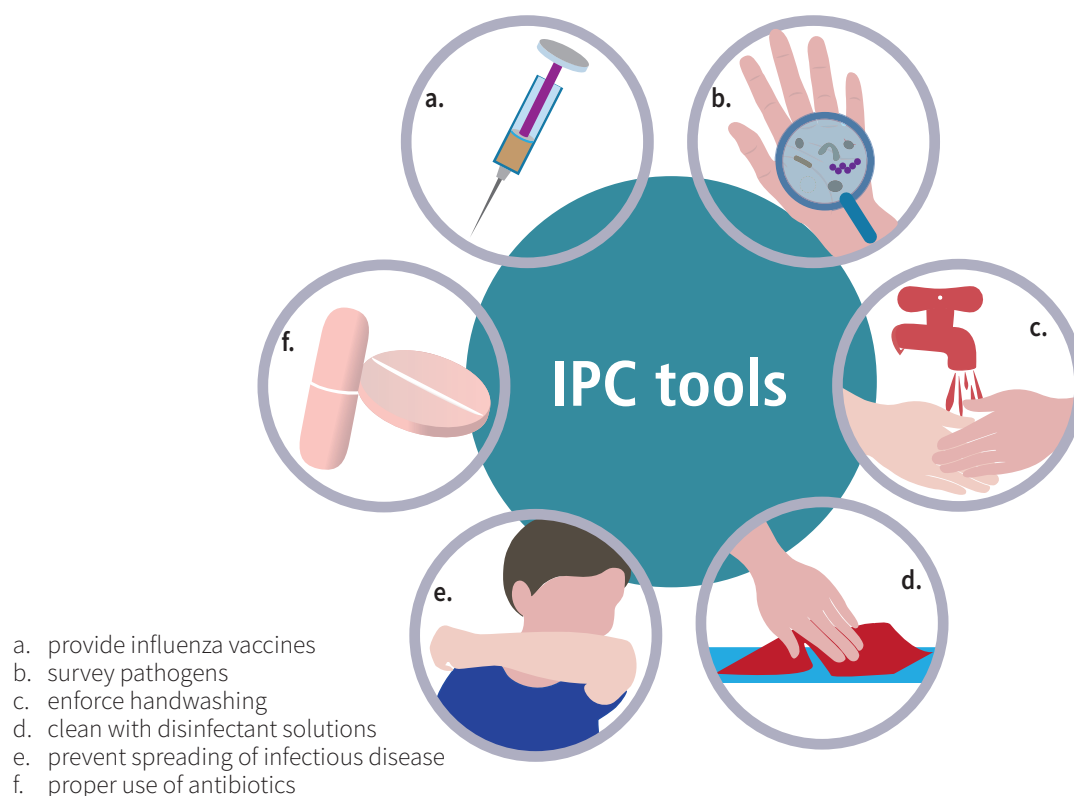 a.
b.
c.
d.
e.
f.
IPC tools
a. provide influenza vaccines
b. survey pathogens
c. enforce handwashing
d. clean with disinfectant solutions
e. prevent spreading of infectious disease
f. proper use of antibiotics